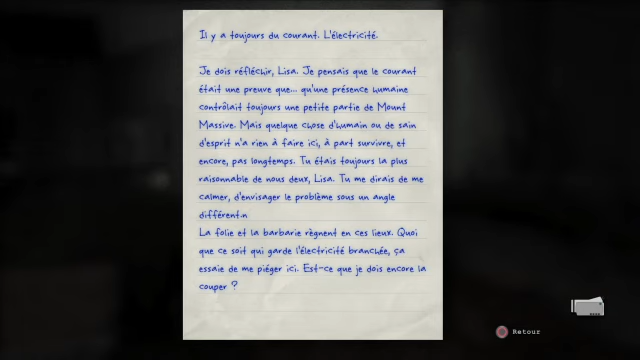 Il y a toujours du courant. L'électricité.
Je dois réfléchir, Lisa. Je pensais que le courant
était une preuve que... qu'une présence humaine
contrôlait toujours une petite partie de Mount
Massive. Mais quelque chose d'humain ou de sain
d'esprit n'a rien à faire ici, à part survivre, et
encore, pas longtemps. Tu étais toujours la plus
raisonnable de nous deux, Lisa. Tu me dirais de me
calmer, d'envisager le problème sous un angle
différent.n
La folie et la barbarie règnent en ces lieux. Quoi
que ce soit qui garde l'électricité branchée, ça
essaie de me piéger ici. Est-ce que je dois encore la
couper ?
Retour